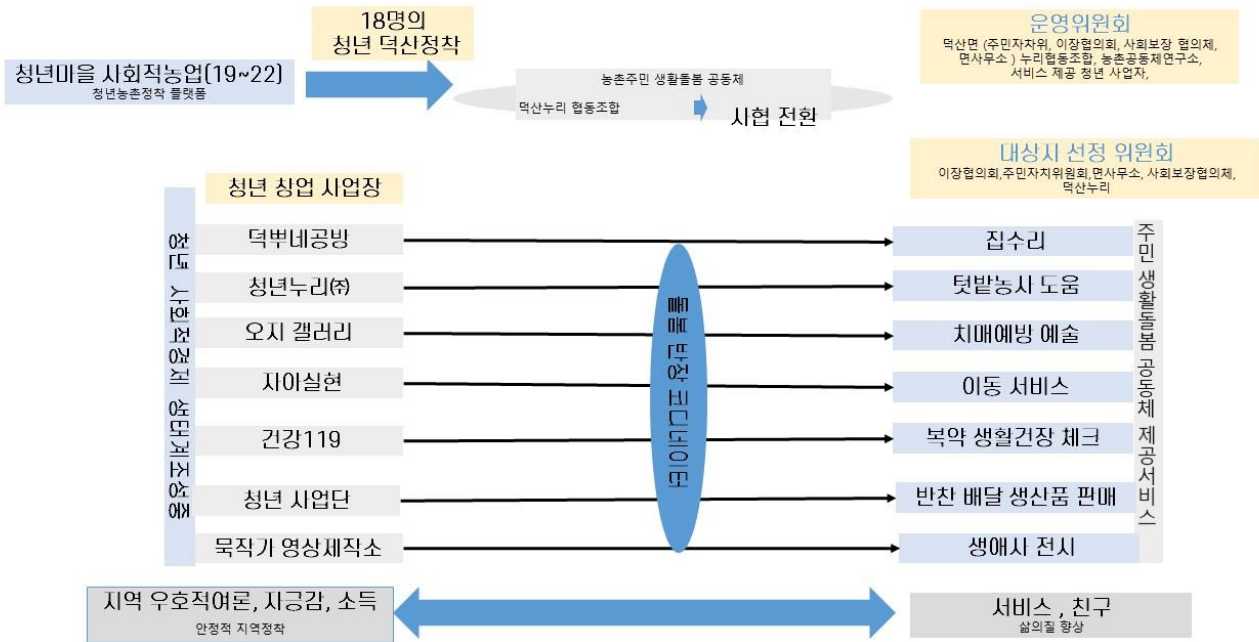 18명의
청년 덕산정착
청년마을 사회적농업(19~22)
청년농촌정착 플랫폼
농촌주민 생활돌봄 공동체
덕산누리 협동조합
사협 전환
운영위원회
덕산면 (주민자차위, 이장협의회, 사회보장 협의체,
면사무소 ) 누리협동조합, 농촌공동체연구소,
서비스 제공 청년 사업자,
대상사 선정 위원회
이장협의회,주민자치위원회,면사무소, 사회보장협의체,
덕산누리
청년 칭업 사업장
청년 사회적경제 생태계조성중
덕뿌네공방
청년누리㈜
오지 갤러리
자아실현
건강119
청년 사업단
묵작가 영상제작소
돌봄 반장 코디네이터
집수리
텃밭농사 도움
치매예방 예술
이동 서비스
복약 생활건장 체크
반찬 배달 생산품 판매
생애사 전시
주민 생활돌봄 공동체 제공서비스
지역 우호적여론, 자긍감, 소득
안정적 지역정착
서비스 , 친구
삶의질 향상